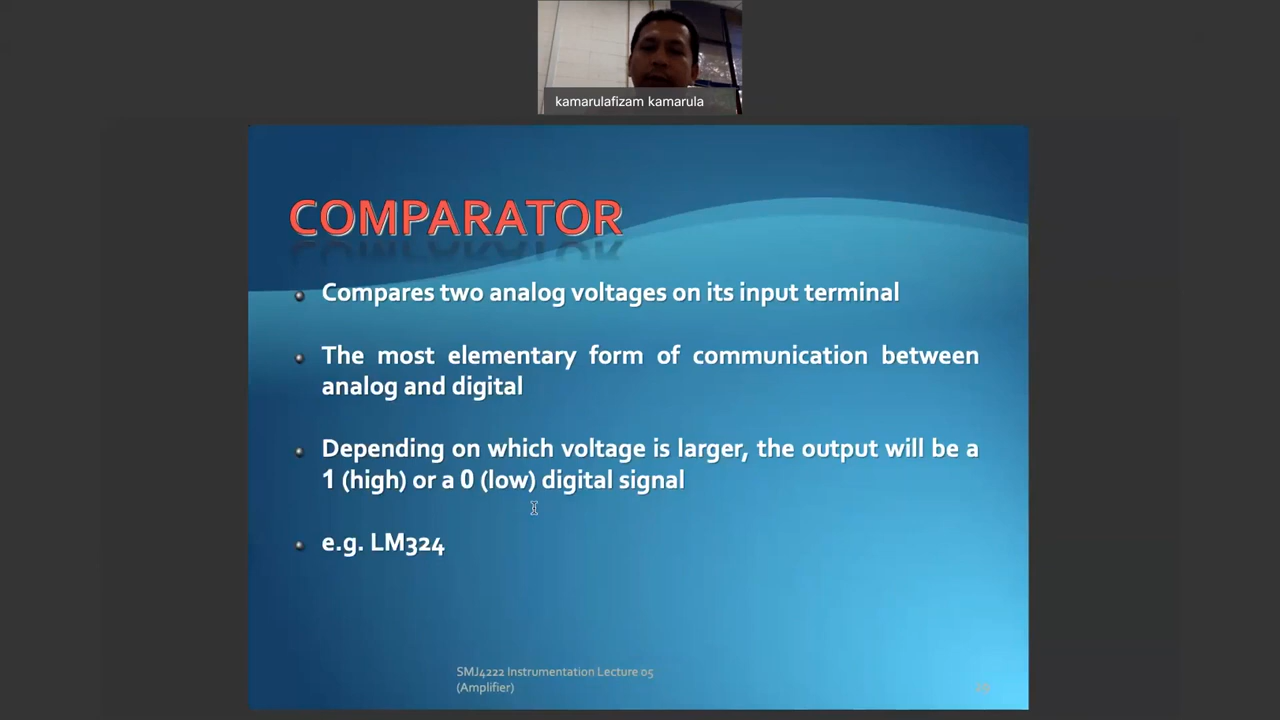 kamarulafizam kamarula
COMPARATOR
Compares two analog voltages on its input terminal
The most elementary form of communication between
analog and digital
Depending on which voltage is larger, the output will be a
1 (high) or a 0 (low) digital signal
e.g. LM324
SMJ4222 Instrumentation Lecture 05
(Amplifier)